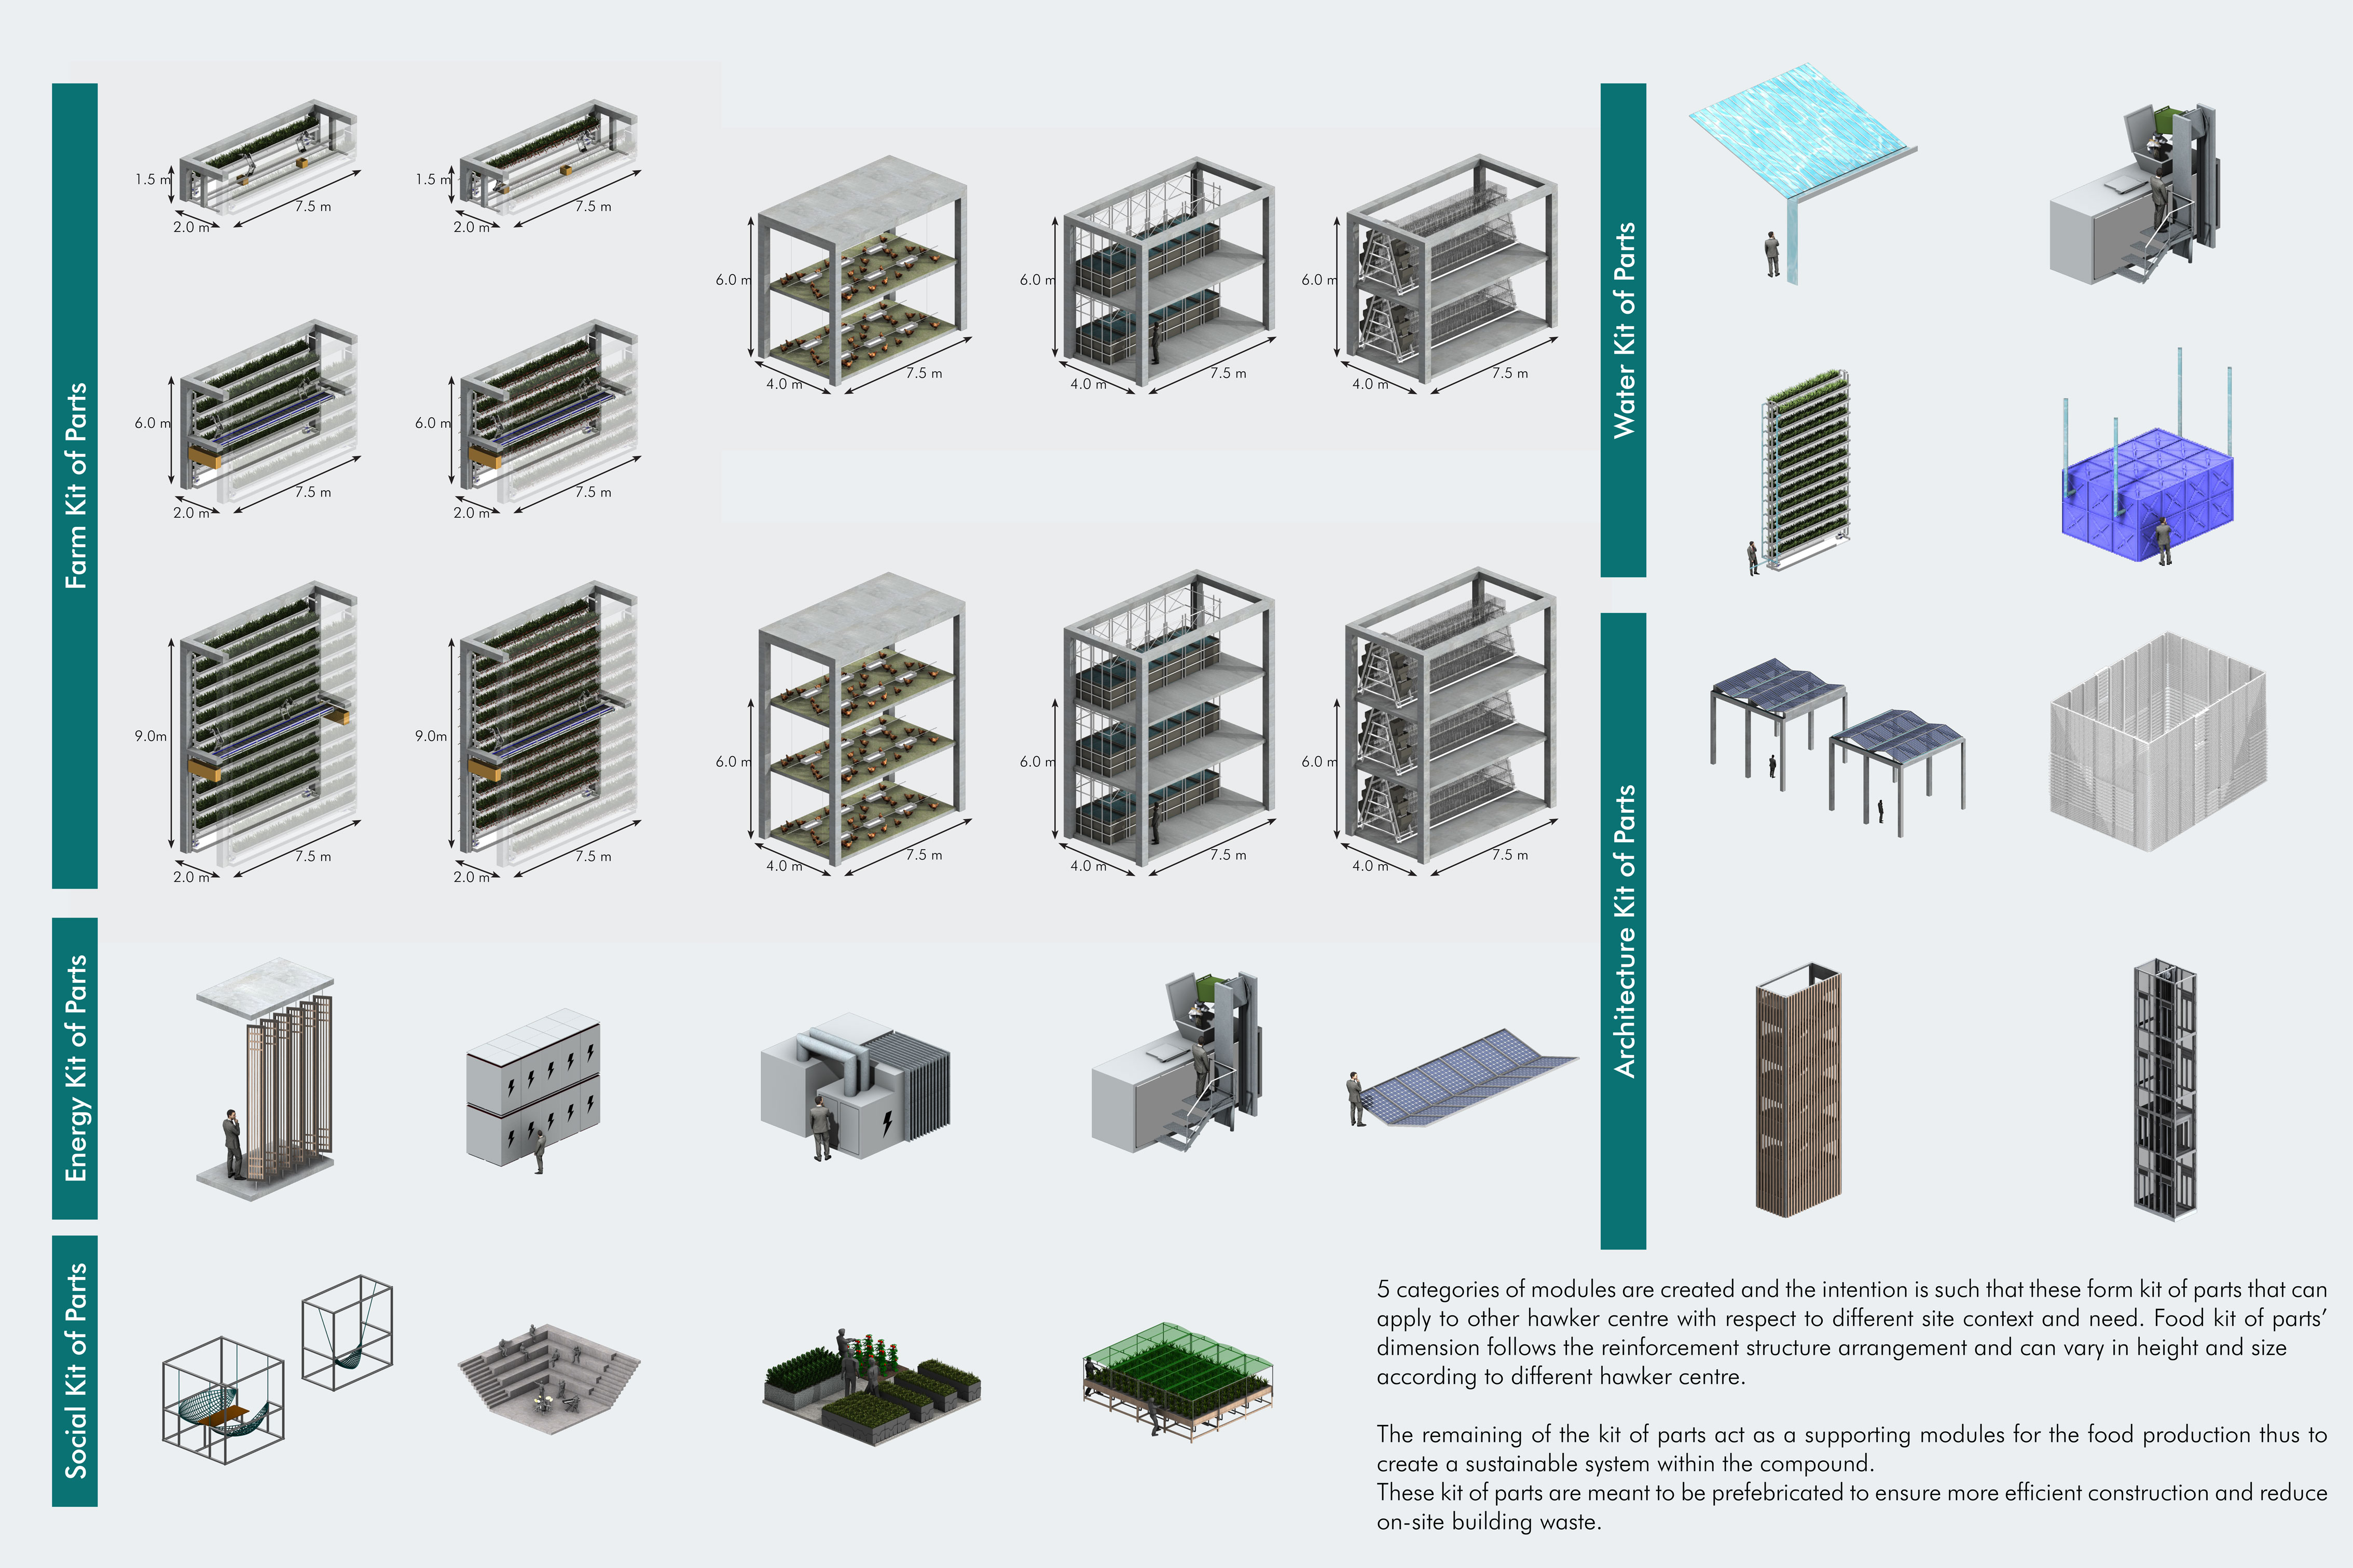 Farm Kit of Parts
1.5 m
2.0 m
7.5 m
1.5 m
2.0 m
7.5 m
6.0 m
4.0 m
7.5 m
6.0 m
4.0 m
7.5 m
6.0 m
4.0 m
7.5 m
6.0 m
2.0 m
7.5 m
6.0 m
2.0 m
7.5 m
9.0m
2.0 m
7.5 m
9.0m
2.0 m
7.5 m
6.0 m
4.0 m
7.5 m
6.0 m
4.0 m
7.5 m
6.0 m
4.0 m
7.5 m
Water Kit of Parts
Architecture Kit of Parts
Energy Kit of Parts
Social Kit of Parts
5 categories of modules are created and the intention is such that these form kit of parts that can
apply to other hawker centre with respect to different site context and need. Food kit of parts’
dimension follows the reinforcement structure arrangement and can vary in height and size
according to different hawker centre.
The remaining of the kit of parts act as a supporting modules for the food production thus to
create a sustainable system within the compound.
These kit of parts are meant to be prefebricated to ensure more efficient construction and reduce
on-site building waste.